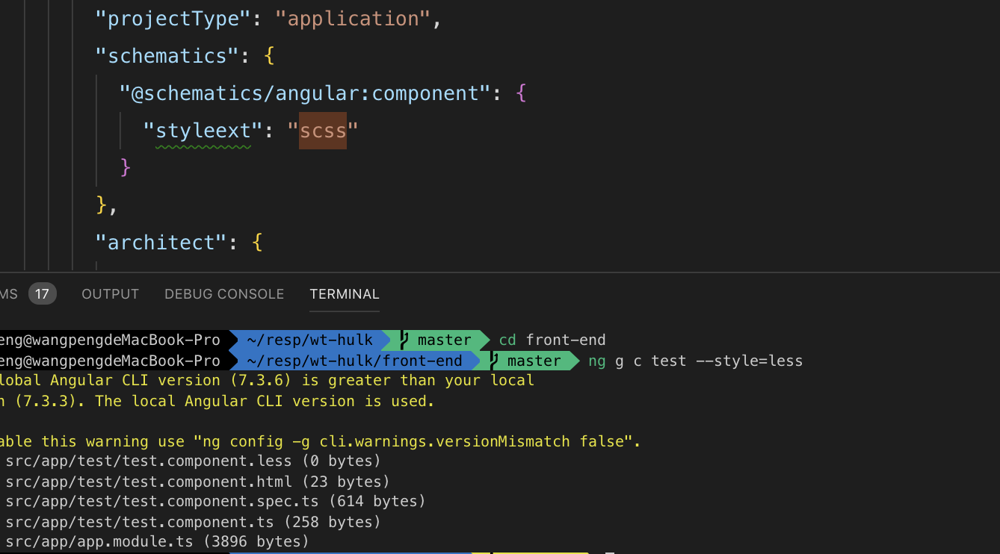 "projectType": "application",
"schematics": {
"@schematics/angular:component": {
"styleext": "scss"
}
},
"architect": {
MS 17 OUTPUT DEBUG CONSOLE TERMINAL
eng@wangpengdeMacBook-Pro ~/resp/wt-hulk master cd front-end
eng@wangpengdeMacBook-Pro ~/resp/wt-hulk/front-end master ng g c test --style=less
lobal Angular CLI version (7.3.6) is greater than your local
n (7.3.3). The local Angular CLI version is used.
able this warning use "ng config -g cli.warnings.versionMismatch false".
src/app/test/test.component.less (0 bytes)
src/app/test/test.component.html (23 bytes)
src/app/test/test.component.spec.ts (614 bytes)
src/app/test/test.component.ts (258 bytes)
src/app/app.module.ts (3896 bytes)